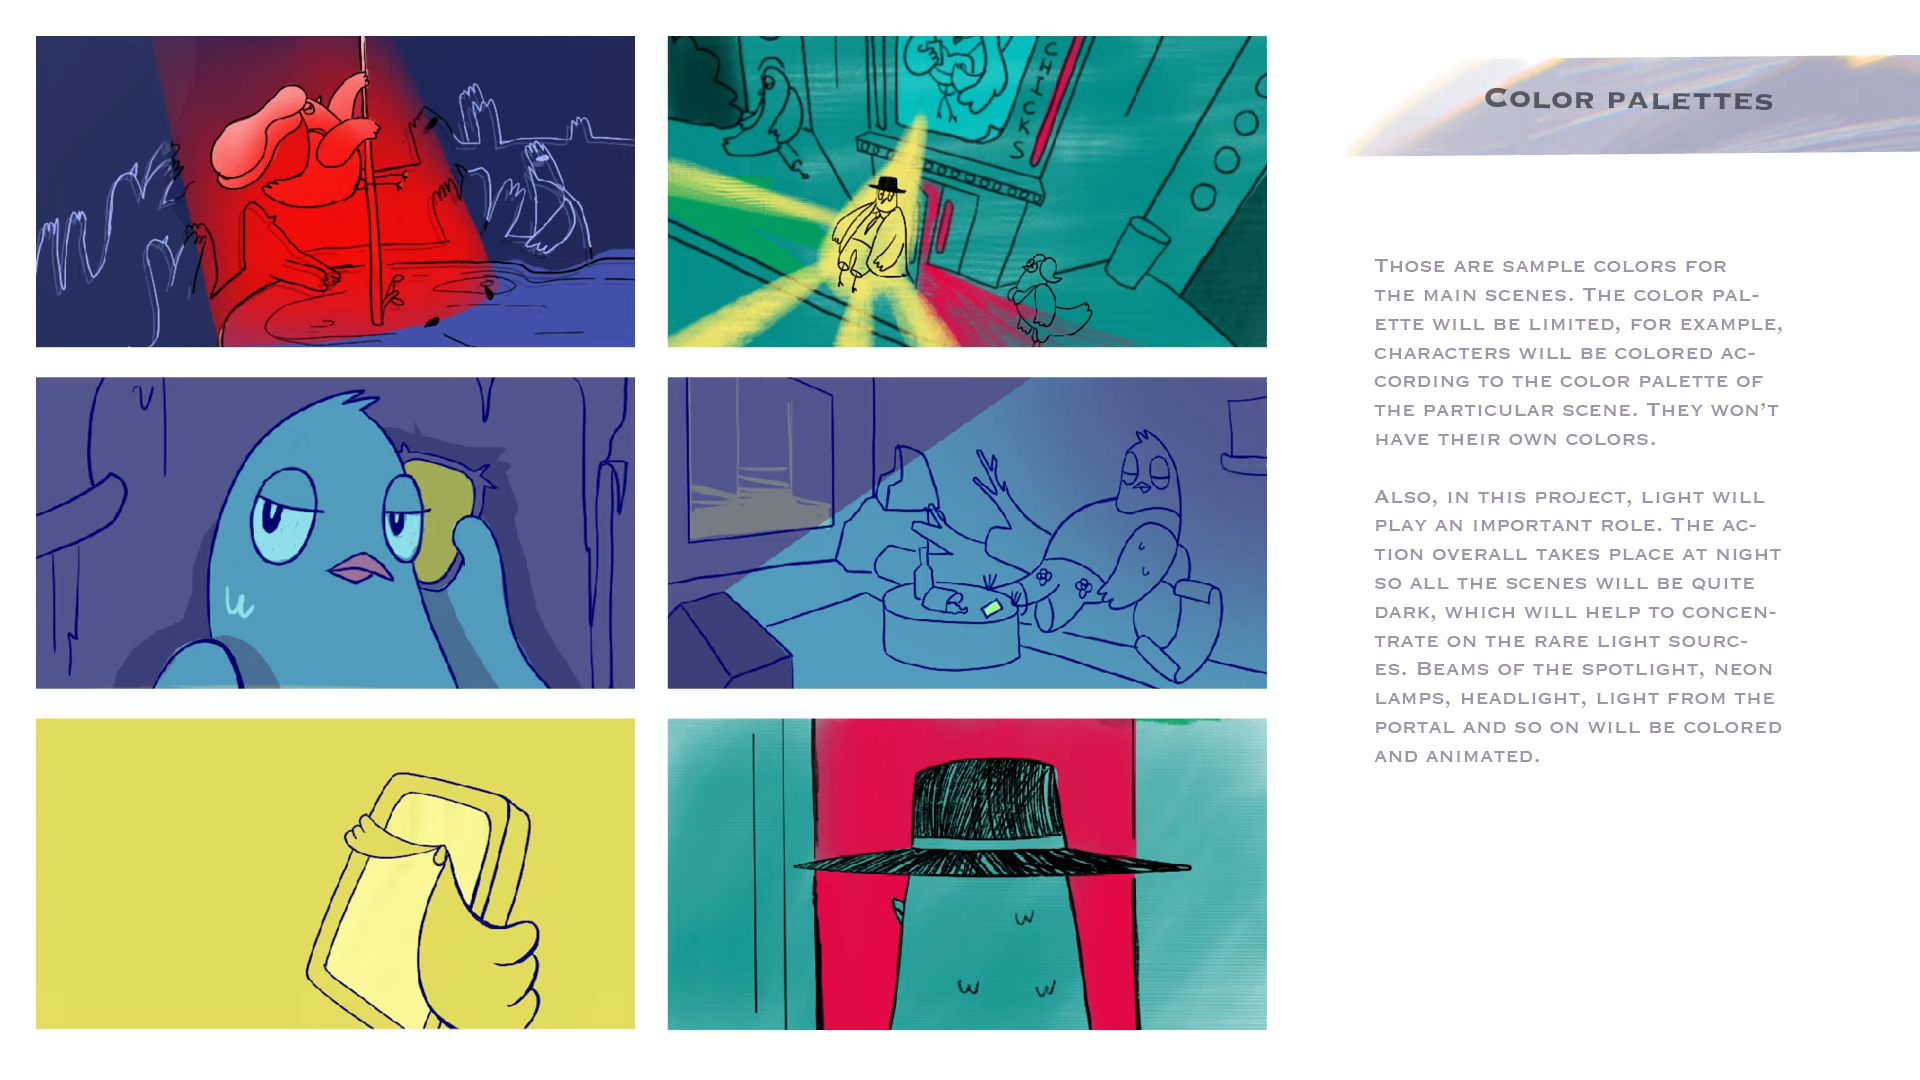 CHICKS
COLOR PALETTES
THOSE ARE SAMPLE COLORS FOR
THE MAIN SCENES. THE COLOR PAL-
ETTE WILL BE LIMITED, FOR EXAMPLE,
CHARACTERS WILL BE COLORED AC-
CORDING TO THE COLOR PALETTE OF
THE PARTICULAR SCENE. THEY WON’T
HAVE THEIR OWN COLORS.
ALSO, IN THIS PROJECT, LIGHT WILL
PLAY AN IMPORTANT ROLE. THE AC-
TION OVERALL TAKES PLACE AT NIGHT
SO ALL THE SCENES WILL BE QUITE
DARK, WHICH WILL HELP TO CONCEN-
TRATE ON THE RARE LIGHT SOURC-
ES. BEAMS OF THE SPOTLIGHT, NEON
LAMPS, HEADLIGHT, LIGHT FROM THE
PORTAL AND SO ON WILL BE COLORED
AND ANIMATED.